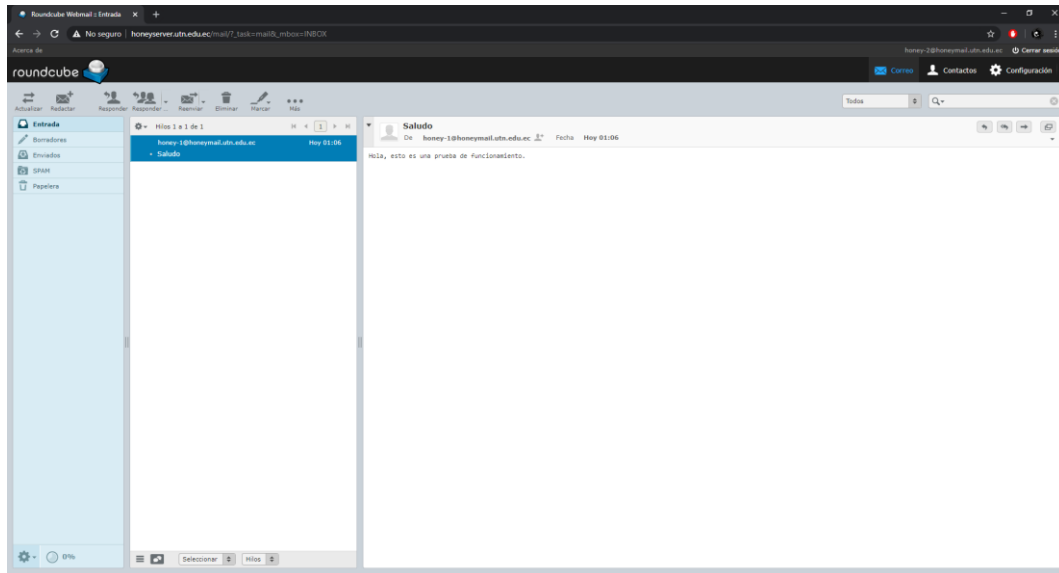 Roundcube Webmail :: Entrada
No seguro | honeyserver.utn.edu.ec/mail/?_task=mail&_mbox=INBOX
Acerca de
honey-2@honeymail.utn.edu.ec Cerrar sesión
roundcube
Correo Contactos Configuración
Actualizar Redactar Responder Responder ... Reenviar Eliminar Marcar Más
Todos
Entrada
Borradores
Enviados
SPAM
Papelera
Hilos 1 a 1 de 1
1
honey-1@honeymail.utn.edu.ec Hoy 01:06
Saludo
Saludo
De honey-1@honeymail.utn.edu.ec Fecha Hoy 01:06
Hola, esto es una prueba de funcionamiento.
0%
Seleccionar Hilos